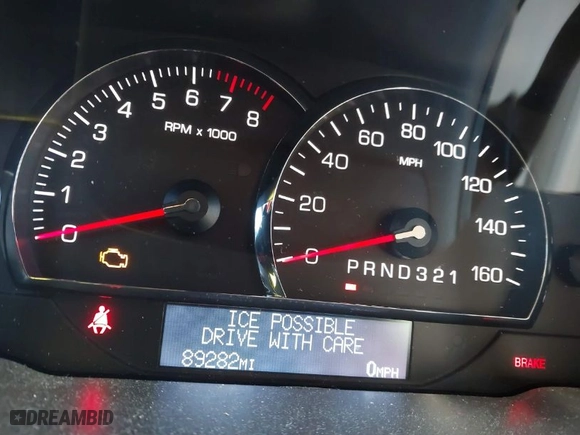 0 1 2 3 4 5 6 7 8
RPM x 1000
0 20 40 60 80 100 120 140 160
MPH
PRND321
ICE POSSIBLE
DRIVE WITH CARE
89282MI 0MPH
BRAKE
DREAMBID